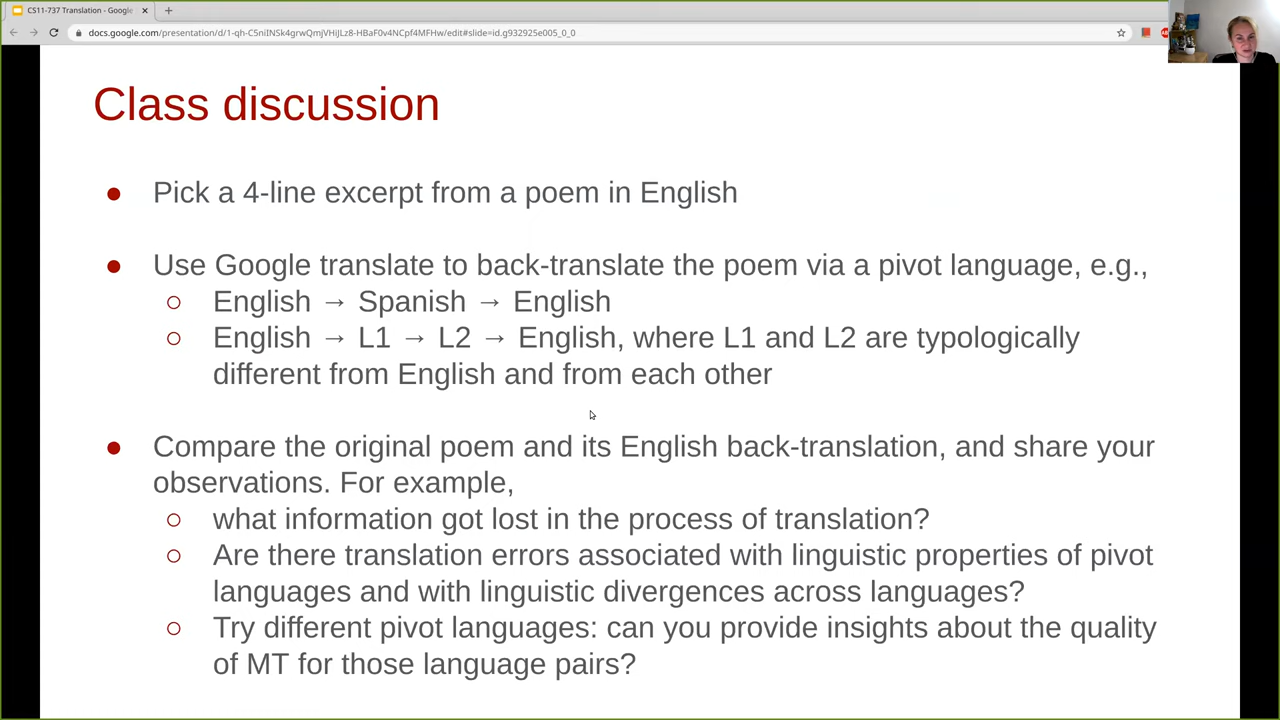 CS11-737 Translation - Google
docs.google.com/presentation/d/1-qh-C5niINSk4grwQmjVHiJLz8-HBaF0v4NCpf4MFHw/edit#slide=id.g932925e005_0_0
Class discussion
● Pick a 4-line excerpt from a poem in English
● Use Google translate to back-translate the poem via a pivot language, e.g.,
○ English → Spanish → English
○ English → L1 → L2 → English, where L1 and L2 are typologically
different from English and from each other
● Compare the original poem and its English back-translation, and share your
observations. For example,
○ what information got lost in the process of translation?
○ Are there translation errors associated with linguistic properties of pivot
languages and with linguistic divergences across languages?
○ Try different pivot languages: can you provide insights about the quality
of MT for those language pairs?